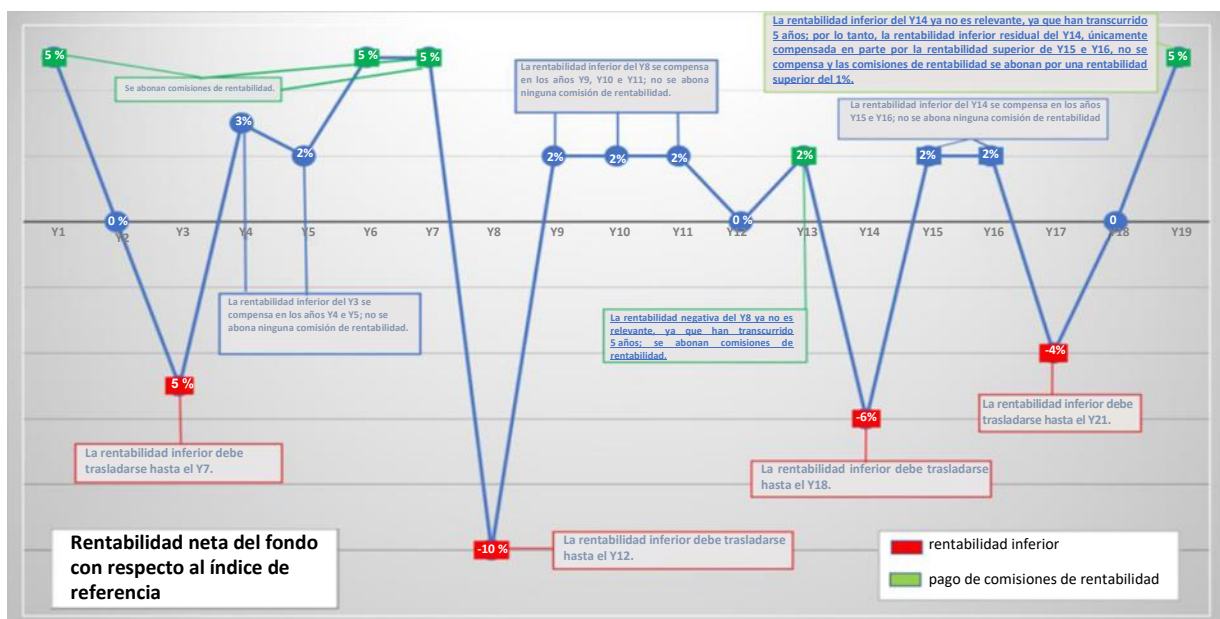 La rentabilidad inferior del Y14 ya no es relevante, ya que han transcurrido
5 años; por lo tanto, la rentabilidad inferior residual del Y14, únicamente
compensada en parte por la rentabilidad superior de Y15 e Y16, no se
compensa y las comisiones de rentabilidad se abonan por una rentabilidad
superior del 1%.
5 %
5 %
5 %
5 %
Se abonan comisiones de rentabilidad.
La rentabilidad inferior del Y8 se compensa
en los años Y9, Y10 e Y11; no se abona
ninguna comisión de rentabilidad.
La rentabilidad inferior del Y14 se compensa en los años
Y15 e Y16; no se abona ninguna comisión de rentabilidad
3%
2%
2%
2%
2%
2%
2%
2%
0 %
0 %
0
Y1
Y2
Y3
Y4
Y5
Y6
Y7
Y8
Y9
Y10
Y11
Y12
Y13
Y14
Y15
Y16
Y17
Y18
Y19
La rentabilidad inferior del Y3 se
compensa en los años Y4 e Y5; no se
abona ninguna comisión de rentabilidad.
La rentabilidad negativa del Y8 ya no es
relevante, ya que han transcurrido
5 años; se abonan comisiones de
rentabilidad.
5 %
-4%
-6%
La rentabilidad inferior debe
trasladarse hasta el Y21.
La rentabilidad inferior debe
trasladarse hasta el Y7.
La rentabilidad inferior debe trasladarse
hasta el Y18.
-10 %
La rentabilidad inferior debe trasladarse
hasta el Y12.
Rentabilidad neta del fondo
con respecto al índice de
referencia
rentabilidad inferior
pago de comisiones de rentabilidad